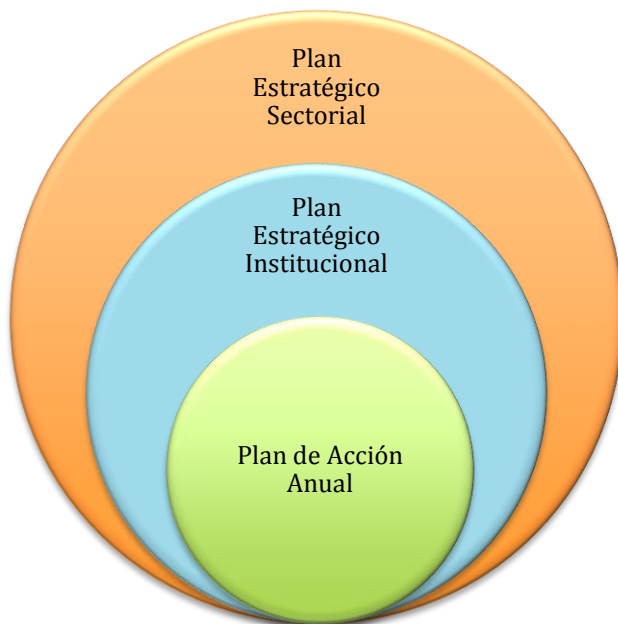 Plan
Estratégico
Sectorial
Plan
Estratégico
Institucional
Plan de Acción
Anual